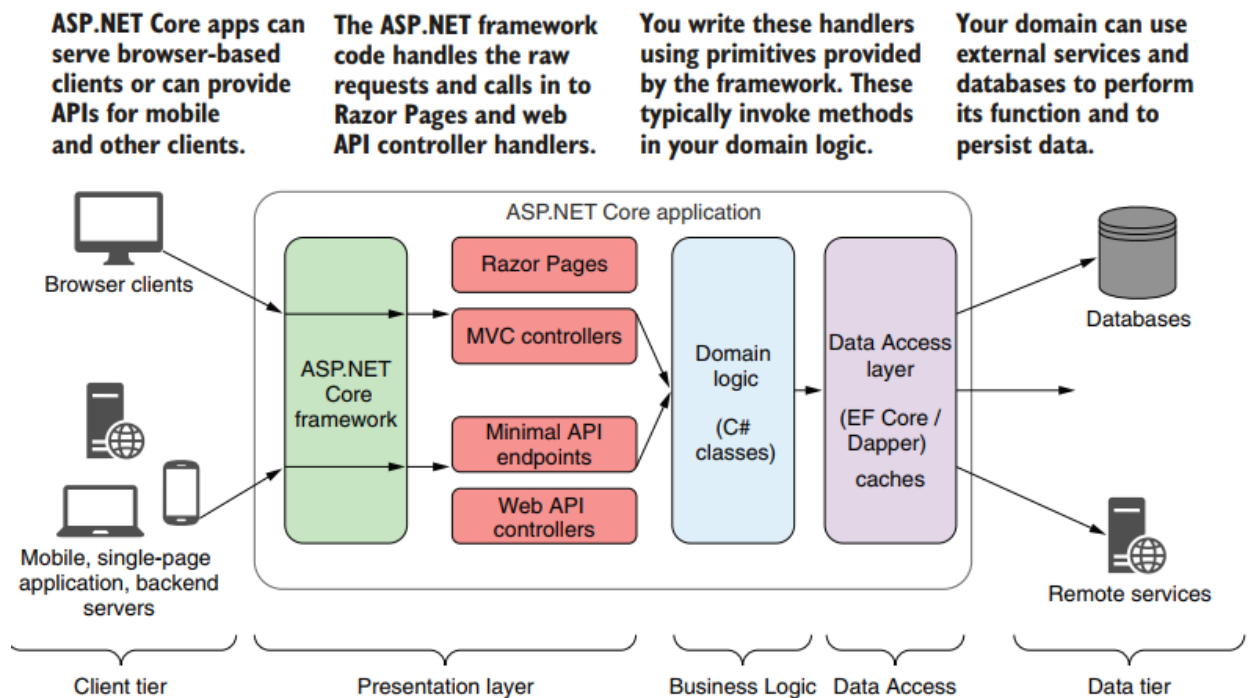 ASP.NET Core apps can
serve browser-based
clients or can provide
APIs for mobile
and other clients.
The ASP.NET framework
code handles the raw
requests and calls in to
Razor Pages and web
API controller handlers.
You write these handlers
using primitives provided
by the framework. These
typically invoke methods
in your domain logic.
Your domain can use
external services and
databases to perform
its function and to
persist data.
ASP.NET Core application
Browser clients
Mobile, single-page
application, backend
servers
ASP.NET
Core
framework
Razor Pages
MVC controllers
Minimal API
endpoints
Web API
controllers
Domain
logic
(C#
classes)
Data Access
layer
(EF Core /
Dapper)
caches
Databases
Remote services
Client tier
Presentation layer
Business Logic
Data Access
Data tier